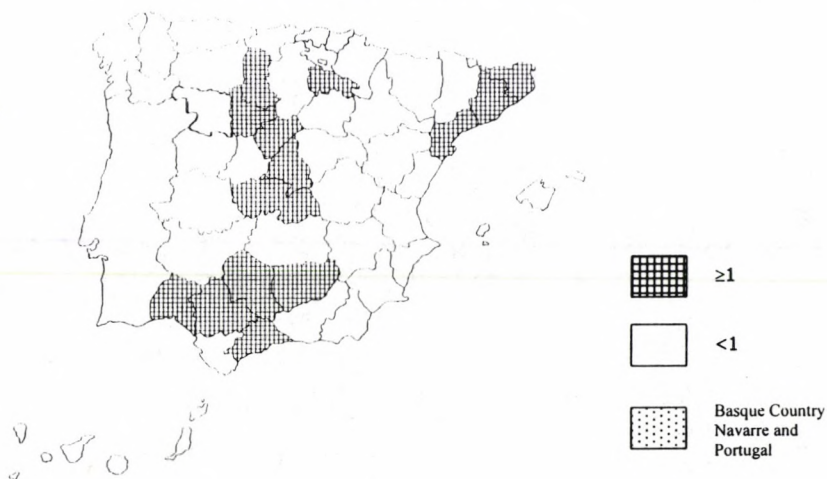 ≥1
<1
Basque Country
Navarre and
Portugal